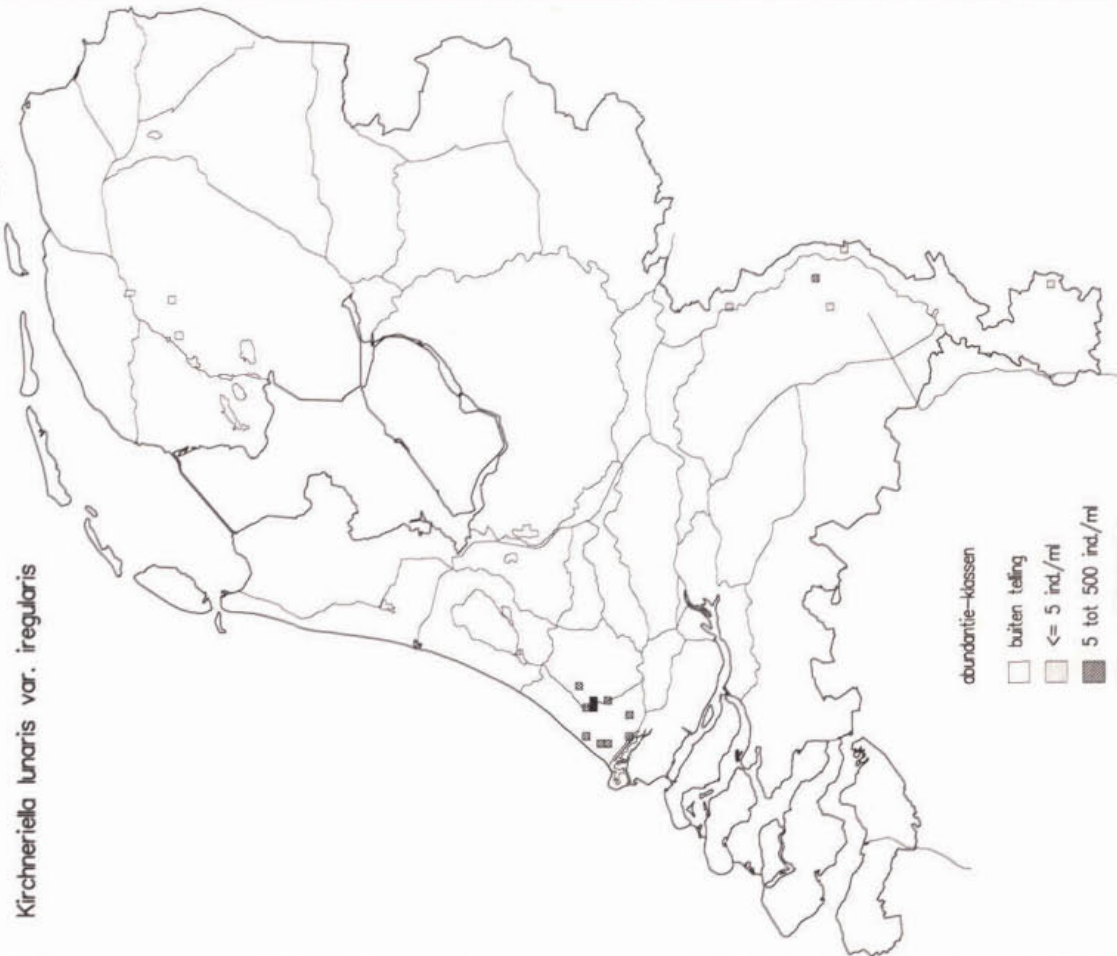 Kirchneriella lunaris var. iregularis
abundantie-klassen
buiten telling
<= 5 ind./ml
5 tot 500 ind./ml